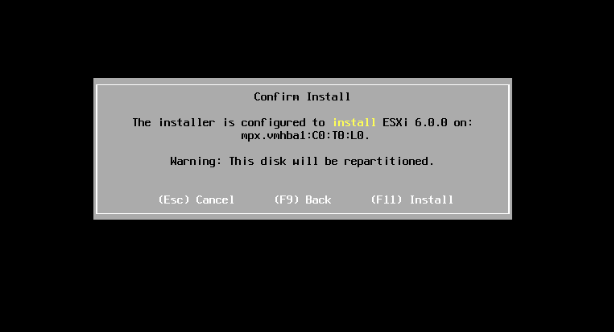 Confirm Install
The installer is configured to install ESXi 6.0.0 on:
mpx.vmhba1:C0:T0:L0.
Warning: This disk will be repartitioned.
(Esc) Cancel (F9) Back (F11) Install